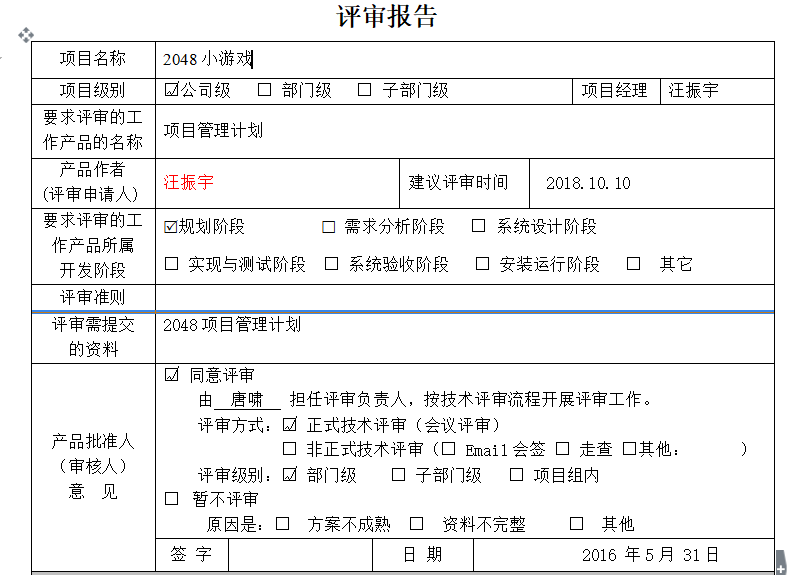 评审报告
项目名称 2048 小游戏
项目级别 ☑公司级 □ 部门级 □ 子部门级 项目经理 汪振宇
要求评审的工
作产品的名称 项目管理计划
产品作者
(评审申请人) 汪振宇 建议评审时间 2018.10.10
要求评审的工
作产品所属
开发阶段
☑规划阶段 □ 需求分析阶段 □ 系统设计阶段
□ 实现与测试阶段 □ 系统验收阶段 □ 安装运行阶段 □ 其它
评审准则
评审需提交
的资料
2048 项目管理计划
产品批准人
（审核人）
意 见
☑ 同意评审
由 唐啸 担任评审负责人，按技术评审流程开展评审工作。
评审方式：☑ 正式技术评审（会议评审）
□ 非正式技术评审（□ Email会签 □ 走查 □其他： ）
评审级别：☑ 部门级 □ 子部门级 □ 项目组内
□ 暂不评审
原因是：□ 方案不成熟 □ 资料不完整 □ 其他
签 字 日 期 2016 年 5 月 31 日